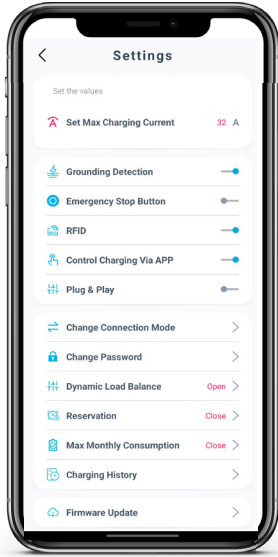 Settings
Set the values
Set Max Charging Current 32 A
Grounding Detection
Emergency Stop Button
RFID
Control Charging Via APP
Plug & Play
Change Connection Mode
Change Password
Dynamic Load Balance Open
Reservation Close
Max Monthly Consumption Close
Charging History
Firmware Update